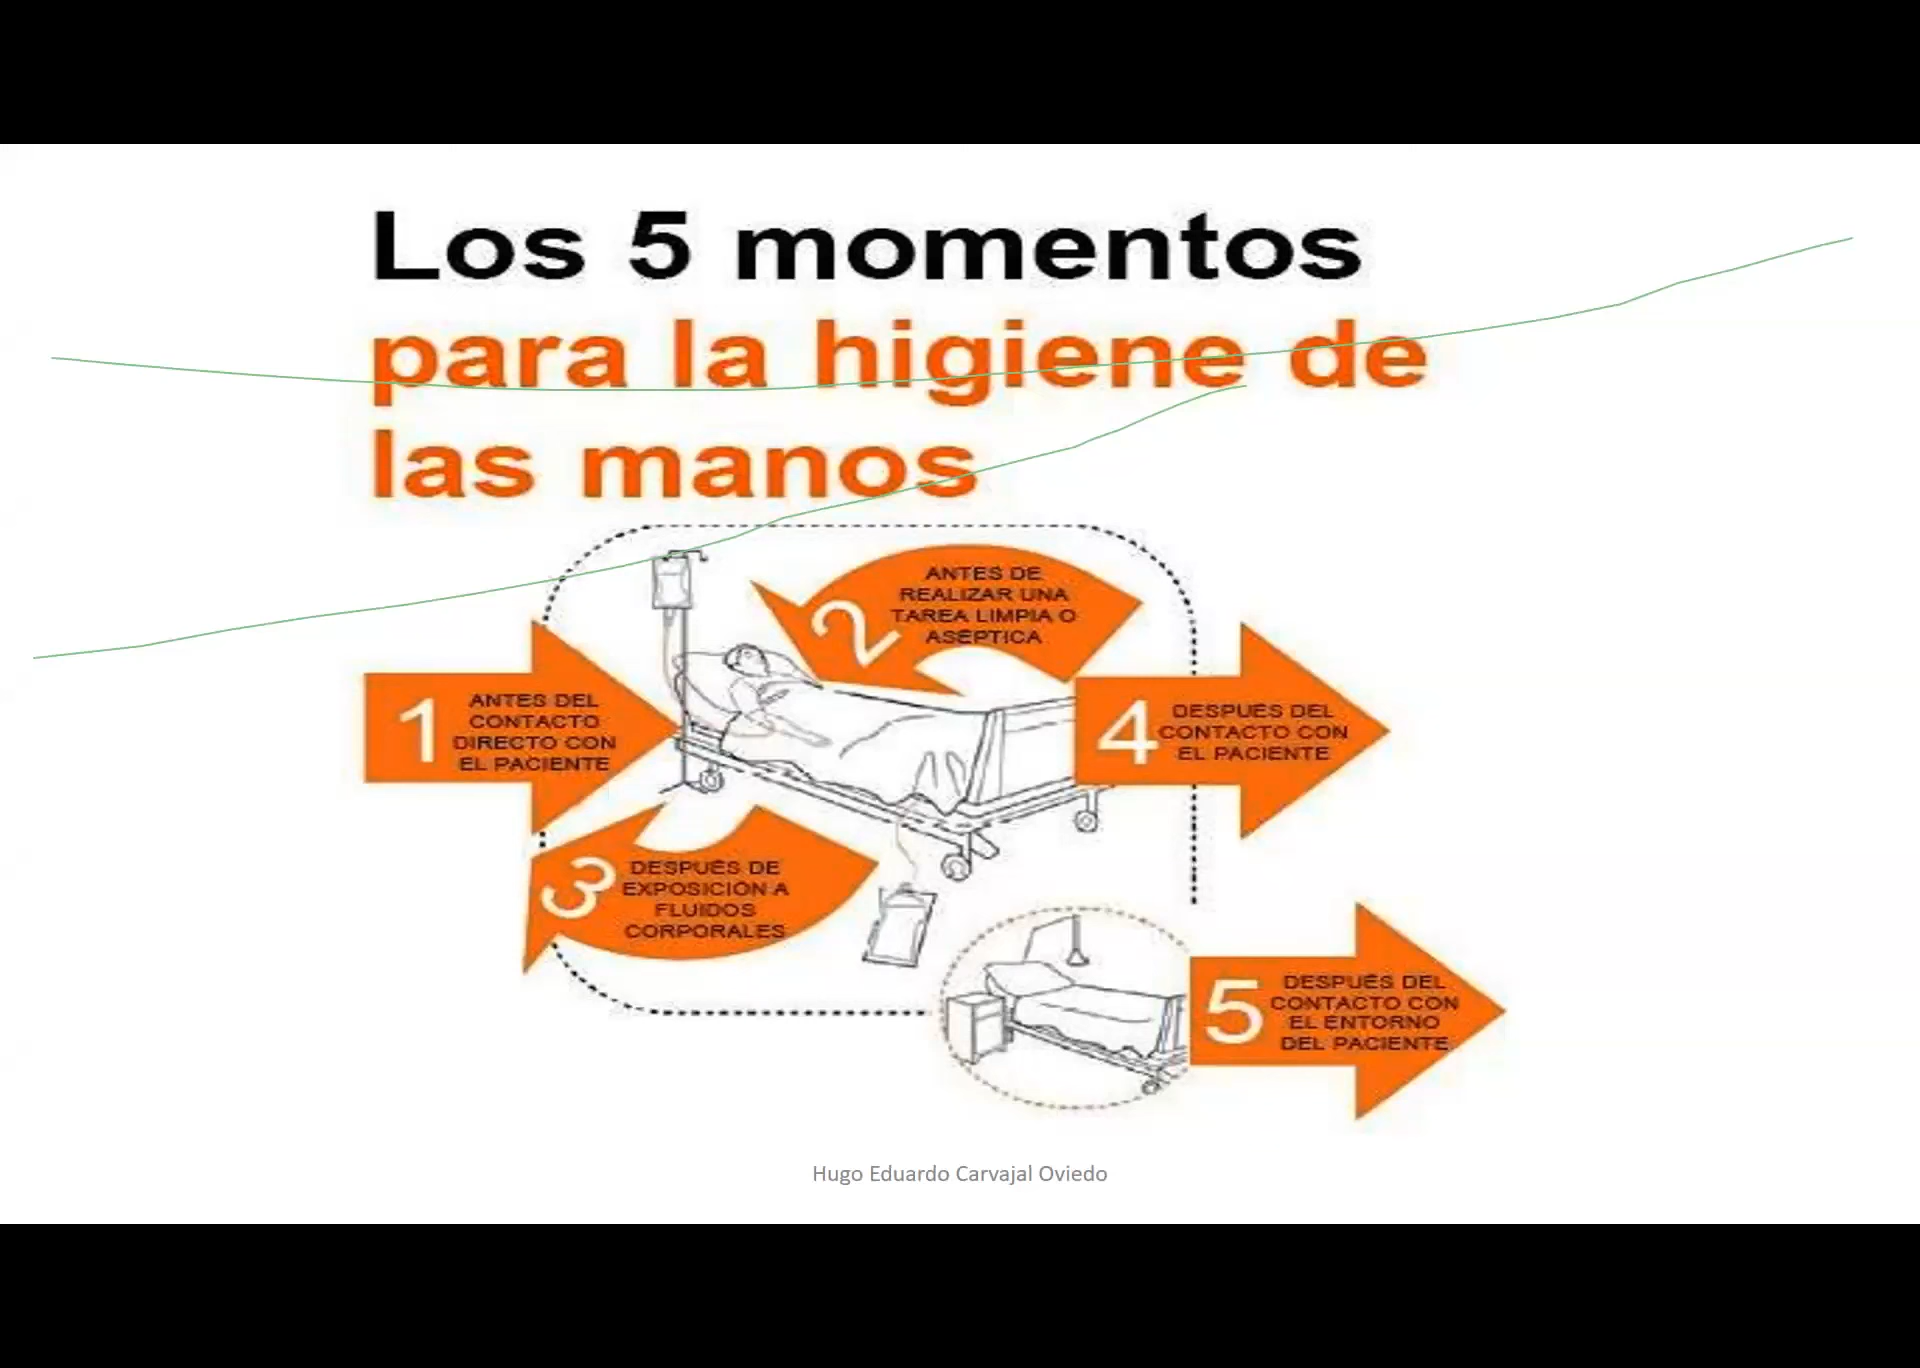 Los 5 momentos
para la higiene de
las manos
1
ANTES DEL
CONTACTO
DIRECTO CON
EL PACIENTE
2
ANTES DE
REALIZAR UNA
TAREA LIMPIA O
ASÉPTICA
3
DESPUÉS DE
EXPOSICIÓN A
FLUIDOS
CORPORALES
4
DESPUÉS DEL
CONTACTO CON
EL PACIENTE
5
DESPUÉS DEL
CONTACTO CON
EL ENTORNO
DEL PACIENTE
Hugo Eduardo Carvajal Oviedo